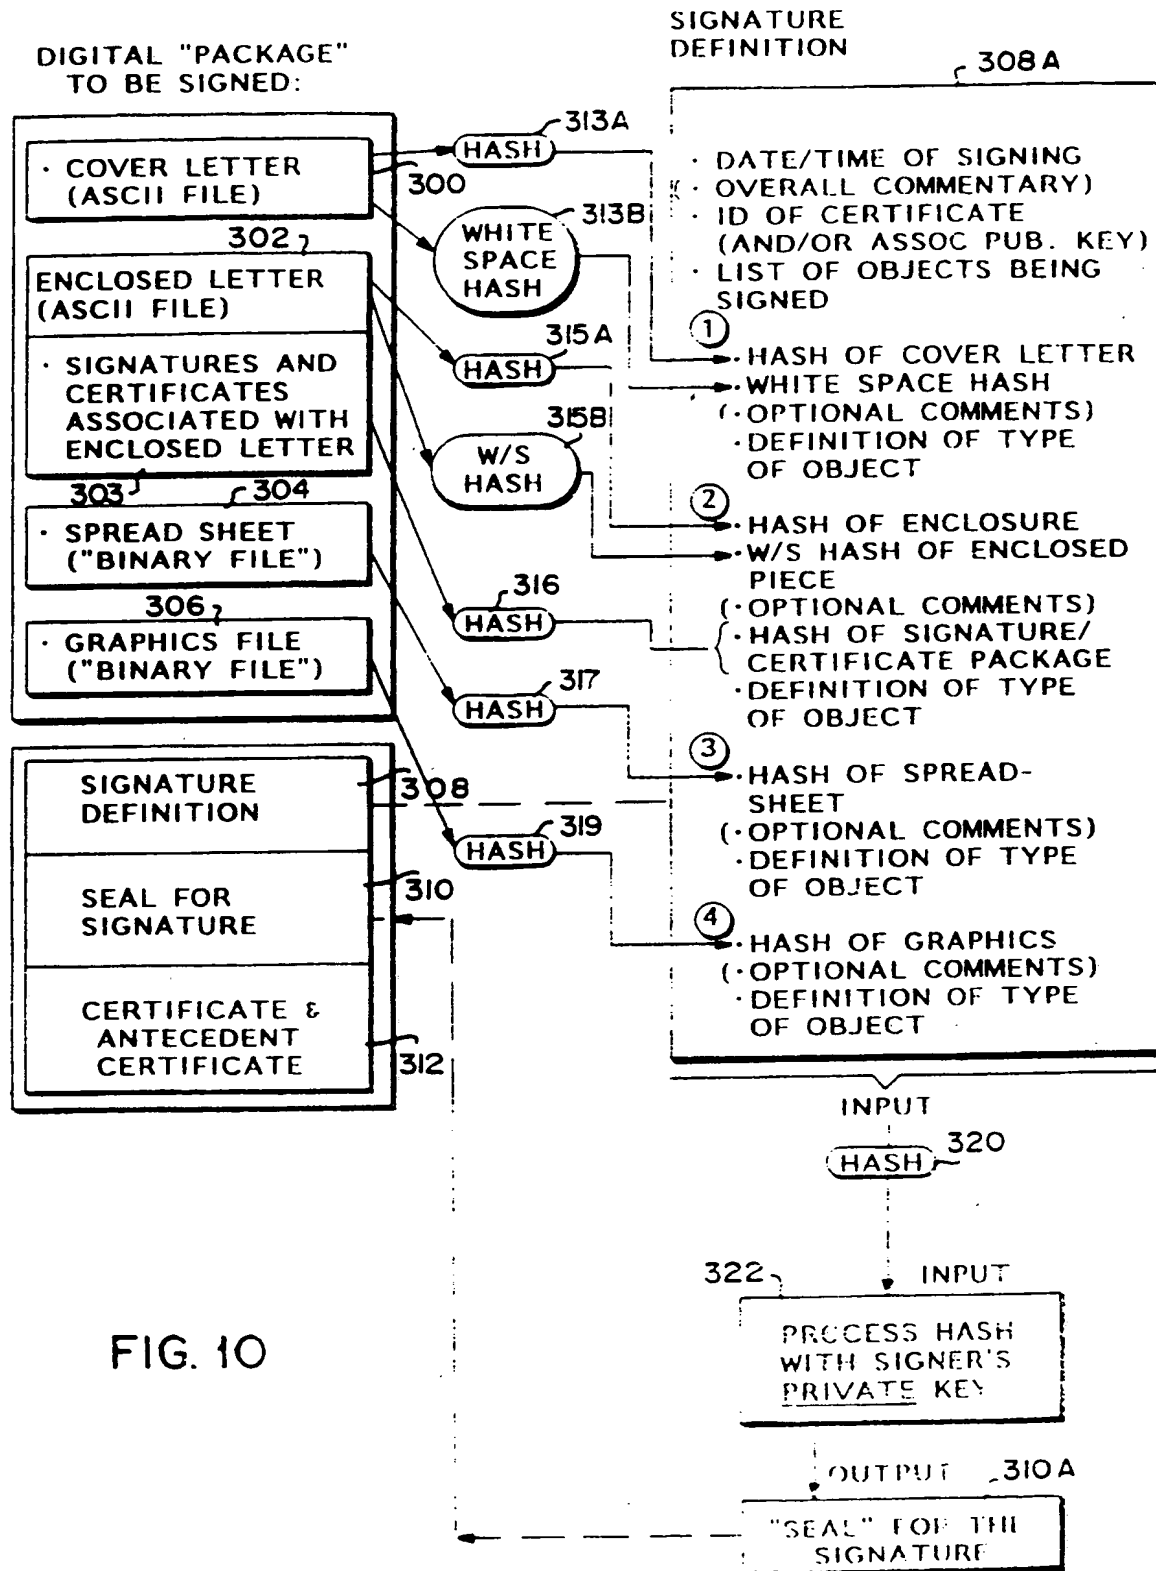 DIGITAL "PACKAGE"
TO BE SIGNED:
· COVER LETTER
(ASCII FILE)
300
302
ENCLOSED LETTER
(ASCII FILE)
· SIGNATURES AND
CERTIFICATES
ASSOCIATED WITH
ENCLOSED LETTER
303
304
· SPREAD SHEET
("BINARY FILE")
306
· GRAPHICS FILE
("BINARY FILE")
SIGNATURE
DEFINITION
308
SEAL FOR
SIGNATURE
310
CERTIFICATE &
ANTECEDENT
CERTIFICATE
312
313A
HASH
313B
WHITE
SPACE
HASH
315A
HASH
315B
W/S
HASH
316
HASH
317
HASH
319
HASH
SIGNATURE
DEFINITION
308A
· DATE/TIME OF SIGNING
(· OVERALL COMMENTARY)
· ID OF CERTIFICATE
(AND/OR ASSOC PUB. KEY)
· LIST OF OBJECTS BEING
SIGNED
1
· HASH OF COVER LETTER
· WHITE SPACE HASH
(· OPTIONAL COMMENTS)
· DEFINITION OF TYPE
OF OBJECT
2
· HASH OF ENCLOSURE
· W/S HASH OF ENCLOSED
PIECE
(· OPTIONAL COMMENTS)
· HASH OF SIGNATURE/
CERTIFICATE PACKAGE
· DEFINITION OF TYPE
OF OBJECT
3
· HASH OF SPREAD-
SHEET
(· OPTIONAL COMMENTS)
· DEFINITION OF TYPE
OF OBJECT
4
· HASH OF GRAPHICS
(· OPTIONAL COMMENTS)
· DEFINITION OF TYPE
OF OBJECT
INPUT
HASH
320
322
INPUT
PROCESS HASH
WITH SIGNER'S
PRIVATE KEY
OUTPUT
310A
"SEAL" FOR THE
SIGNATURE
FIG. 10